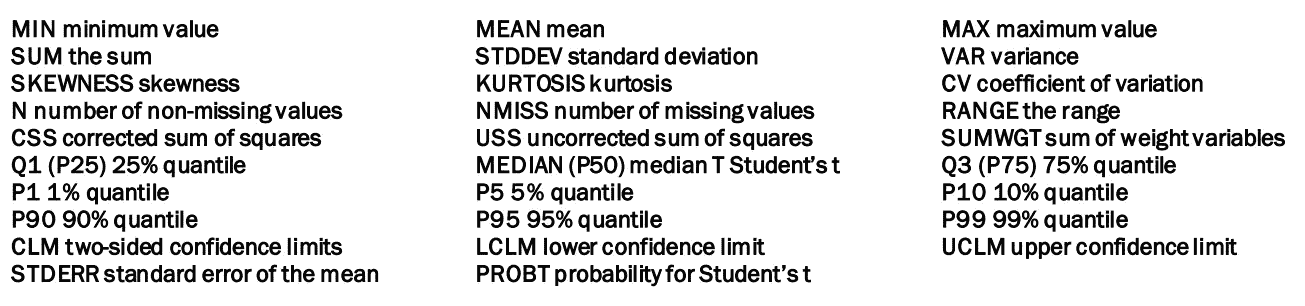 MIN minimum value MEAN mean MAX maximum value
SUM the sum STDDEV standard deviation VAR variance
SKEWNESS skewness KURTOSIS kurtosis CV coefficient of variation
N number of non-missing values NMISS number of missing values RANGE the range
CSS corrected sum of squares USS uncorrected sum of squares SUMWGT sum of weight variables
Q1 (P25) 25% quantile MEDIAN (P50) median T Student's t Q3 (P75) 75% quantile
P1 1% quantile P5 5% quantile P10 10% quantile
P90 90% quantile P95 95% quantile P99 99% quantile
CLM two-sided confidence limits LCLM lower confidence limit UCLM upper confidence limit
STDERR standard error of the mean PROBT probability for Student's t